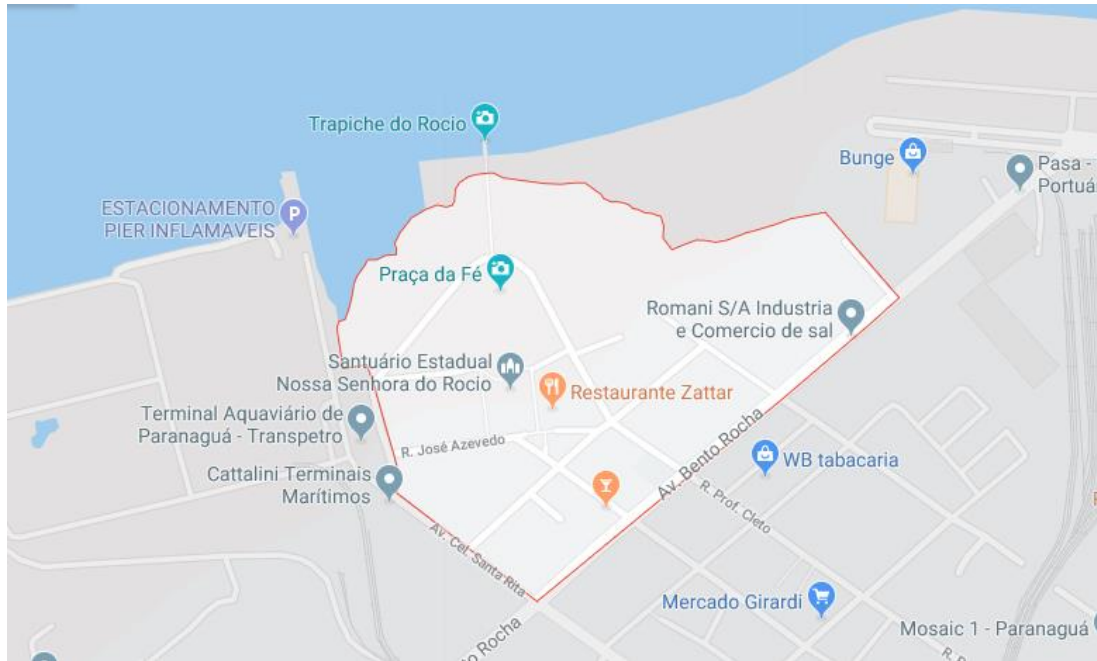 Trapiche do Rocio
Bunge
Pasa -
Portuá
ESTACIONAMENTO
PIER INFLAMAVEIS
P
Praça da Fé
Romani S/A Industria
e Comercio de sal
Santuário Estadual
Nossa Senhora do Rocio
Restaurante Zattar
Terminal Aquaviário de
Paranaguá - Transpetro
R. José Azevedo
Av. Bento Rocha
WB tabacaria
Cattalini Terminais
Marítimos
R. Prof. Cleto
Av. Cel. Santa Rita
Mercado Girardi
Mosaic 1 - Paranaguá
nto Rocha